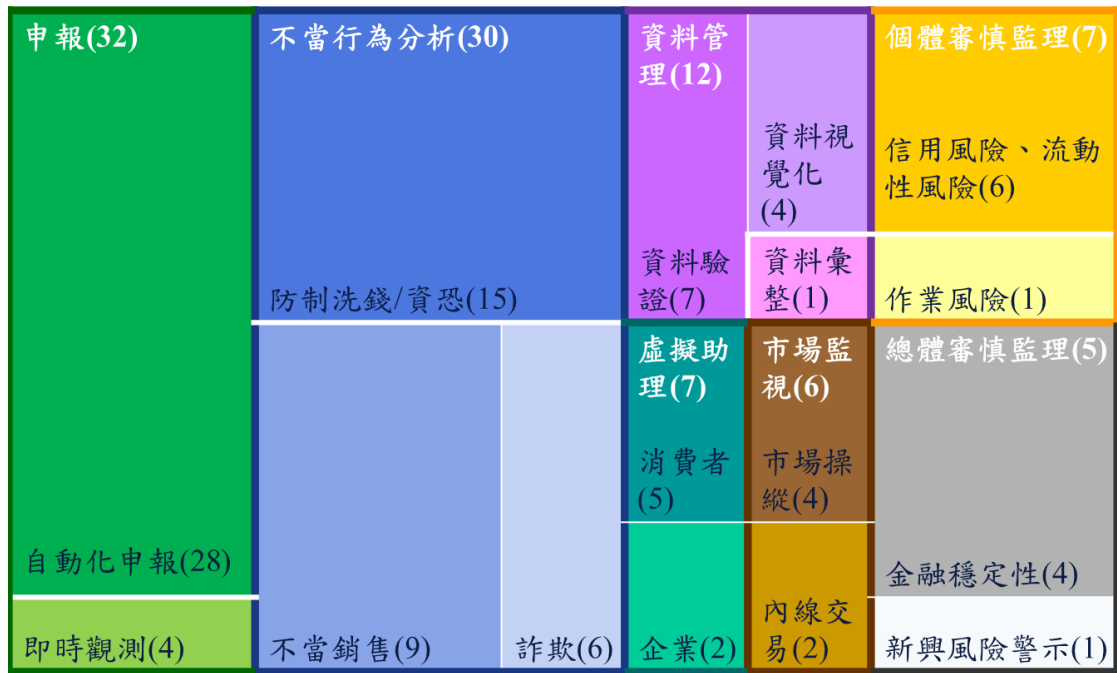 申報(32)
自動化申報(28)
即時觀測(4)
不當行為分析(30)
防制洗錢/資恐(15)
不當銷售(9)
詐欺(6)
資料管
理(12)
資料驗
證(7)
資料視
覺化
(4)
資料彙
整(1)
個體審慎監理(7)
信用風險、流動
性風險(6)
作業風險(1)
虛擬助
理(7)
消費者
(5)
企業(2)
市場監
視(6)
市場操
縱(4)
內線交
易(2)
總體審慎監理(5)
金融穩定性(4)
新興風險警示(1)